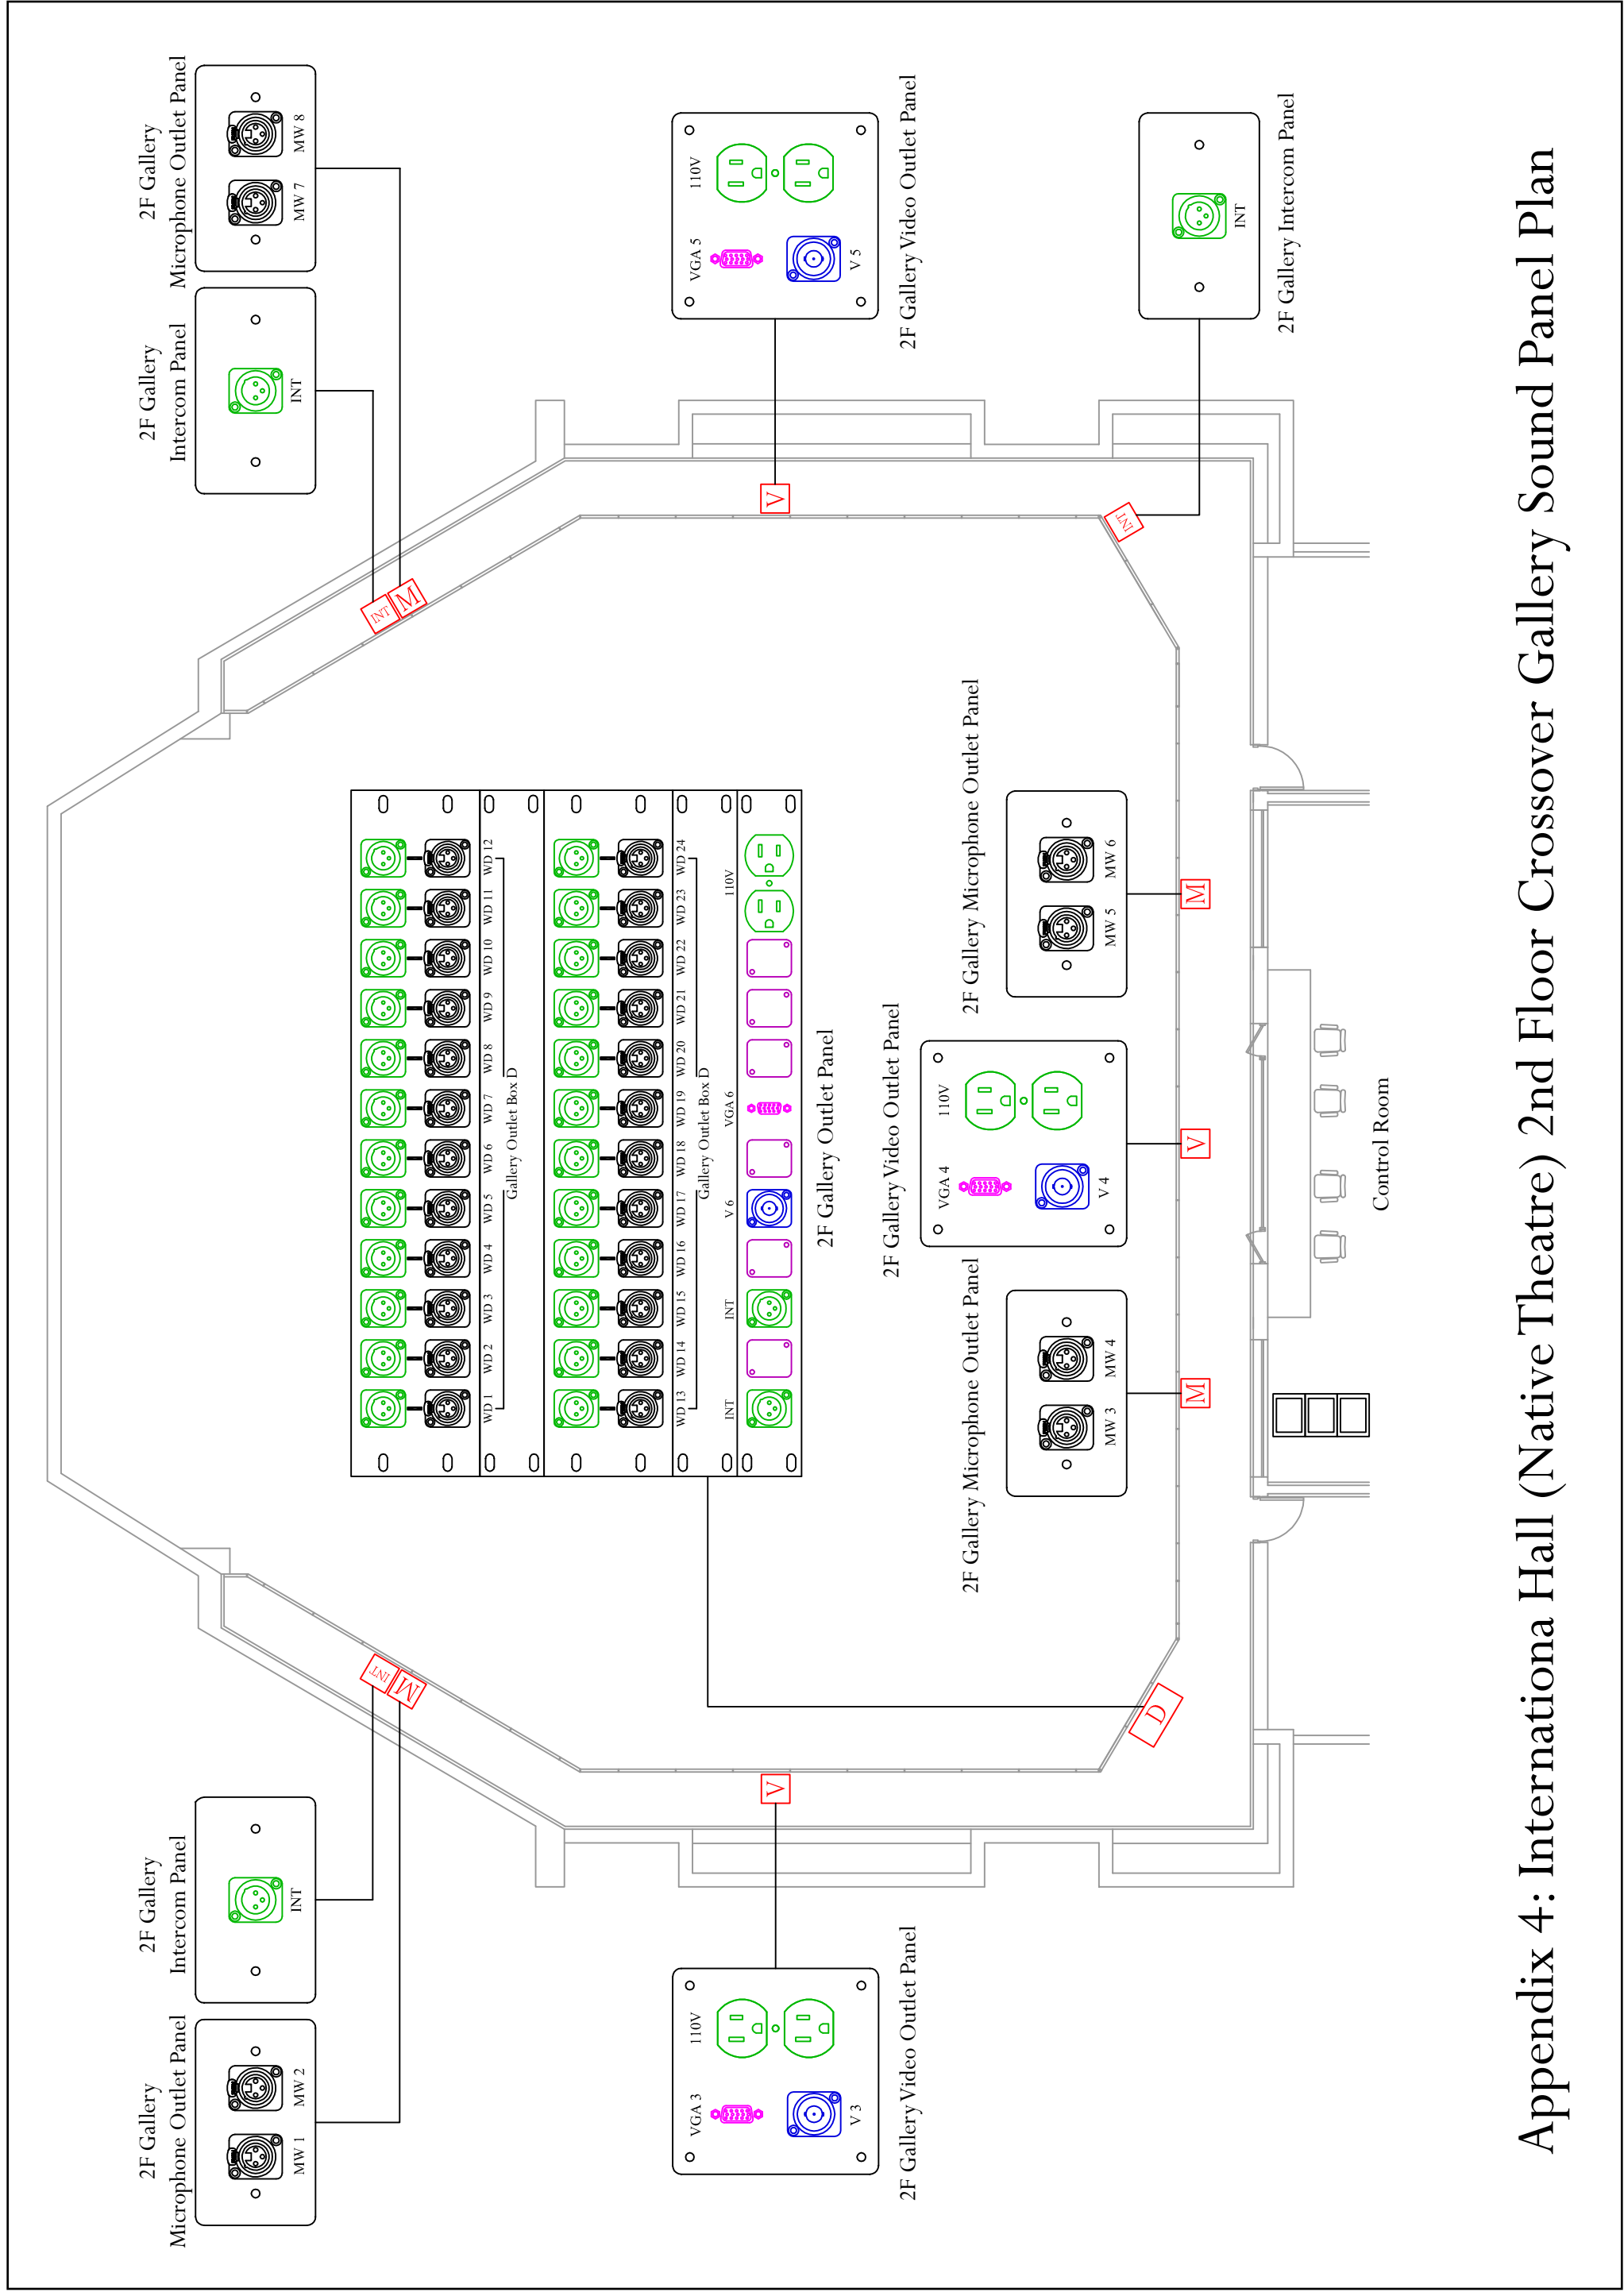 2F Gallery
Microphone Outlet Panel
MW 1
MW 2
2F Gallery
Intercom Panel
INT
2F Gallery
Intercom Panel
INT
2F Gallery
Microphone Outlet Panel
MW 7
MW 8
INT
M
INT
M
WD 1
WD 2
WD 3
WD 4
WD 5
WD 6
WD 7
WD 8
WD 9
WD 10
WD 11
WD 12
Gallery Outlet Box D
WD 13
WD 14
WD 15
WD 16
WD 17
WD 18
WD 19
WD 20
WD 21
WD 22
WD 23
WD 24
Gallery Outlet Box D
INT
INT
V 6
VGA 6
110V
2F Gallery Outlet Panel
VGA 3
110V
V 3
2F Gallery Video Outlet Panel
V
V
VGA 5
110V
V 5
2F Gallery Video Outlet Panel
2F Gallery Video Outlet Panel
VGA 4
110V
V 4
2F Gallery Microphone Outlet Panel
MW 3
MW 4
2F Gallery Microphone Outlet Panel
MW 5
MW 6
D
M
V
M
INT
INT
2F Gallery Intercom Panel
Control Room
Appendix 4: Internationa Hall (Native Theatre) 2nd Floor Crossover Gallery Sound Panel Plan